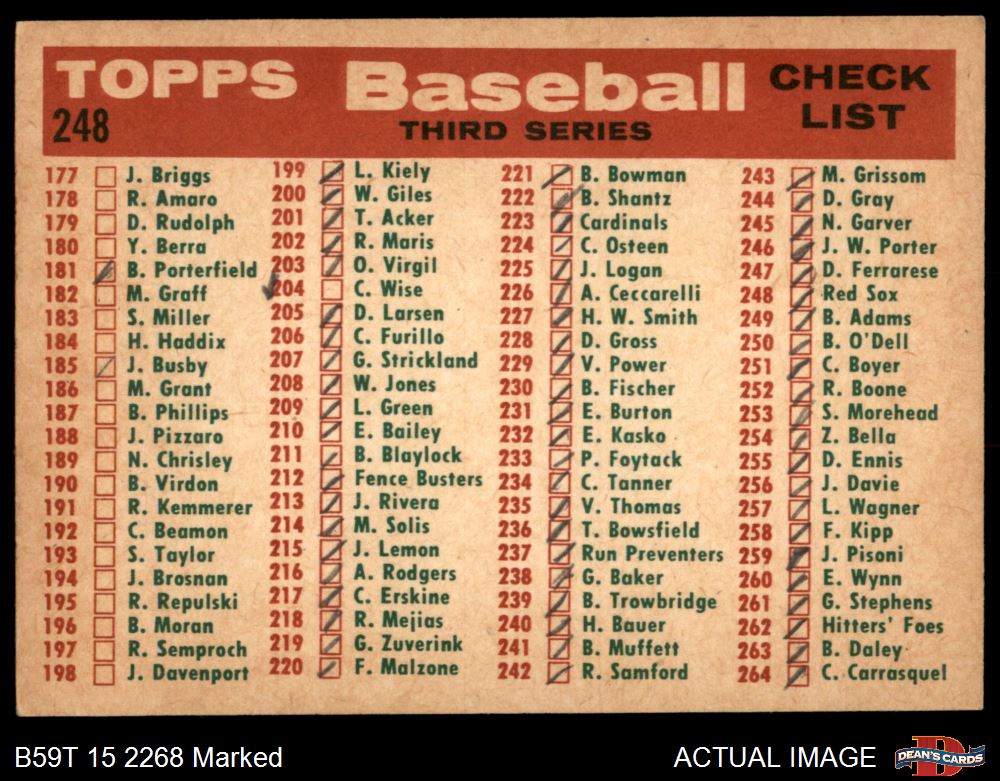 TOPPS Baseball CHECK LIST
248 THIRD SERIES
177 J. Briggs
178 R. Amaro
179 D. Rudolph
180 Y. Berra
181 B. Porterfield
182 M. Graff
183 S. Miller
184 H. Haddix
185 J. Busby
186 M. Grant
187 B. Phillips
188 J. Pizzaro
189 N. Chrisley
190 B. Virdon
191 R. Kemmerer
192 C. Beamon
193 S. Taylor
194 J. Brosnan
195 R. Repulski
196 B. Moran
197 R. Semproch
198 J. Davenport
199 L. Kiely
200 W. Giles
201 T. Acker
202 R. Maris
203 O. Virgil
204 C. Wise
205 D. Larsen
206 C. Furillo
207 G. Strickland
208 W. Jones
209 L. Green
210 E. Bailey
211 B. Blaylock
212 Fence Busters
213 J. Rivera
214 M. Solis
215 J. Lemon
216 A. Rodgers
217 C. Erskine
218 R. Mejias
219 G. Zuverink
220 F. Malzone
221 B. Bowman
222 B. Shantz
223 Cardinals
224 C. Osteen
225 J. Logan
226 A. Ceccarelli
227 H. W. Smith
228 D. Gross
229 V. Power
230 B. Fischer
231 E. Burton
232 E. Kasko
233 P. Foytack
234 C. Tanner
235 V. Thomas
236 T. Bowsfield
237 Run Preventers
238 G. Baker
239 B. Trowbridge
240 H. Bauer
241 B. Muffett
242 R. Samford
243 M. Grissom
244 D. Gray
245 N. Garver
246 J. W. Porter
247 D. Ferrarese
248 Red Sox
249 B. Adams
250 B. O'Dell
251 C. Boyer
252 R. Boone
253 S. Morehead
254 Z. Bella
255 D. Ennis
256 J. Davie
257 L. Wagner
258 F. Kipp
259 J. Pisoni
260 E. Wynn
261 G. Stephens
262 Hitters' Foes
263 B. Daley
264 C. Carrasquel
B59T 15 2268 Marked
ACTUAL IMAGE
DEAN'S CARDS